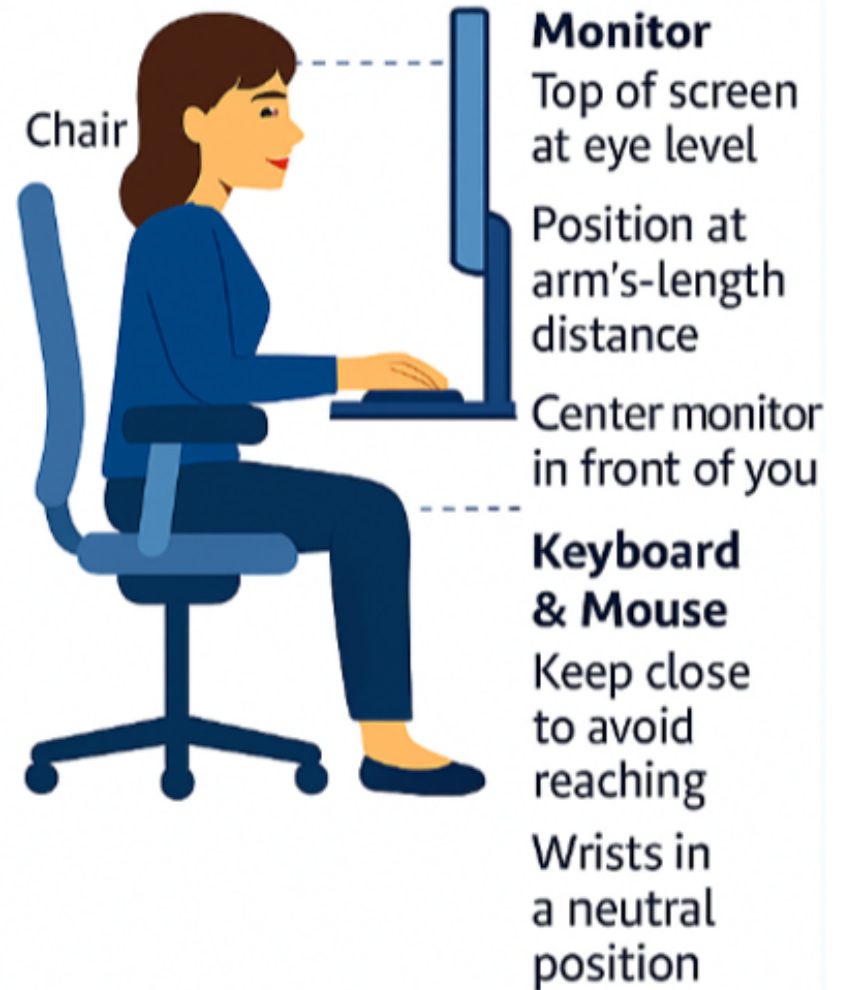 Chair
Monitor
Top of screen
at eye level
Position at
arm's-length
distance
Center monitor
in front of you
Keyboard
& Mouse
Keep close
to avoid
reaching
Wrists in
a neutral
position